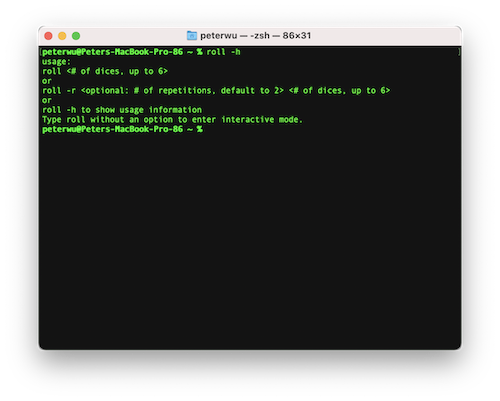 peterwu — -zsh — 86×31
peterwu@Peters-MacBook-Pro-86 ~ % roll -h
usage:
roll <# of dices, up to 6>
or
roll -r <optional: # of repetitions, default to 2> <# of dices, up to 6>
or
roll -h to show usage information
Type roll without an option to enter interactive mode.
peterwu@Peters-MacBook-Pro-86 ~ %